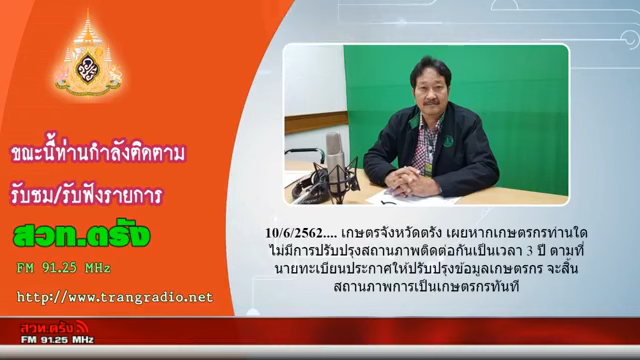 ขณะนี้ท่านกำลังติดตาม
รับชม/รับฟังรายการ
สวท.ตรัง
FM 91.25 MHz
http://www.trangradio.net
10/6/2562.... เกษตรจังหวัดตรัง เผยหากเกษตรกรท่านใด
ไม่มีการปรับปรุงสถานภาพติดต่อกันเป็นเวลา 3 ปี ตามที่
นายทะเบียนประกาศให้ปรับปรุงข้อมูลเกษตรกร จะสิ้น
สถานภาพการเป็นเกษตรกรทันที
สวท.ตรัง
FM 91.25 MHz